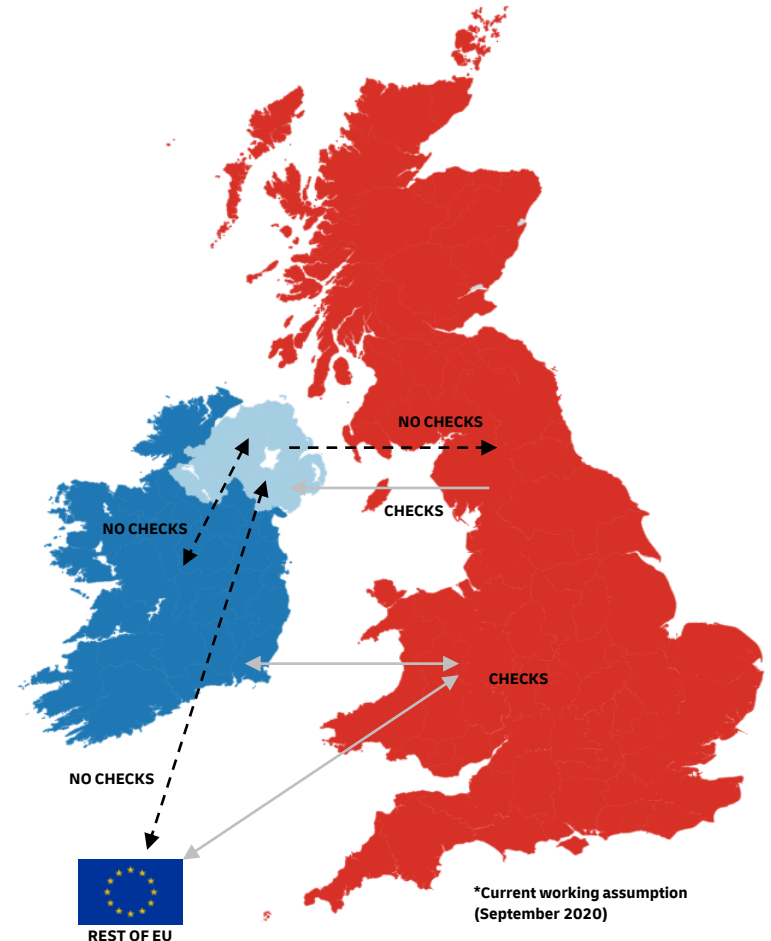 NO CHECKS
CHECKS
NO CHECKS
CHECKS
NO CHECKS
*Current working assumption
(September 2020)
REST OF EU